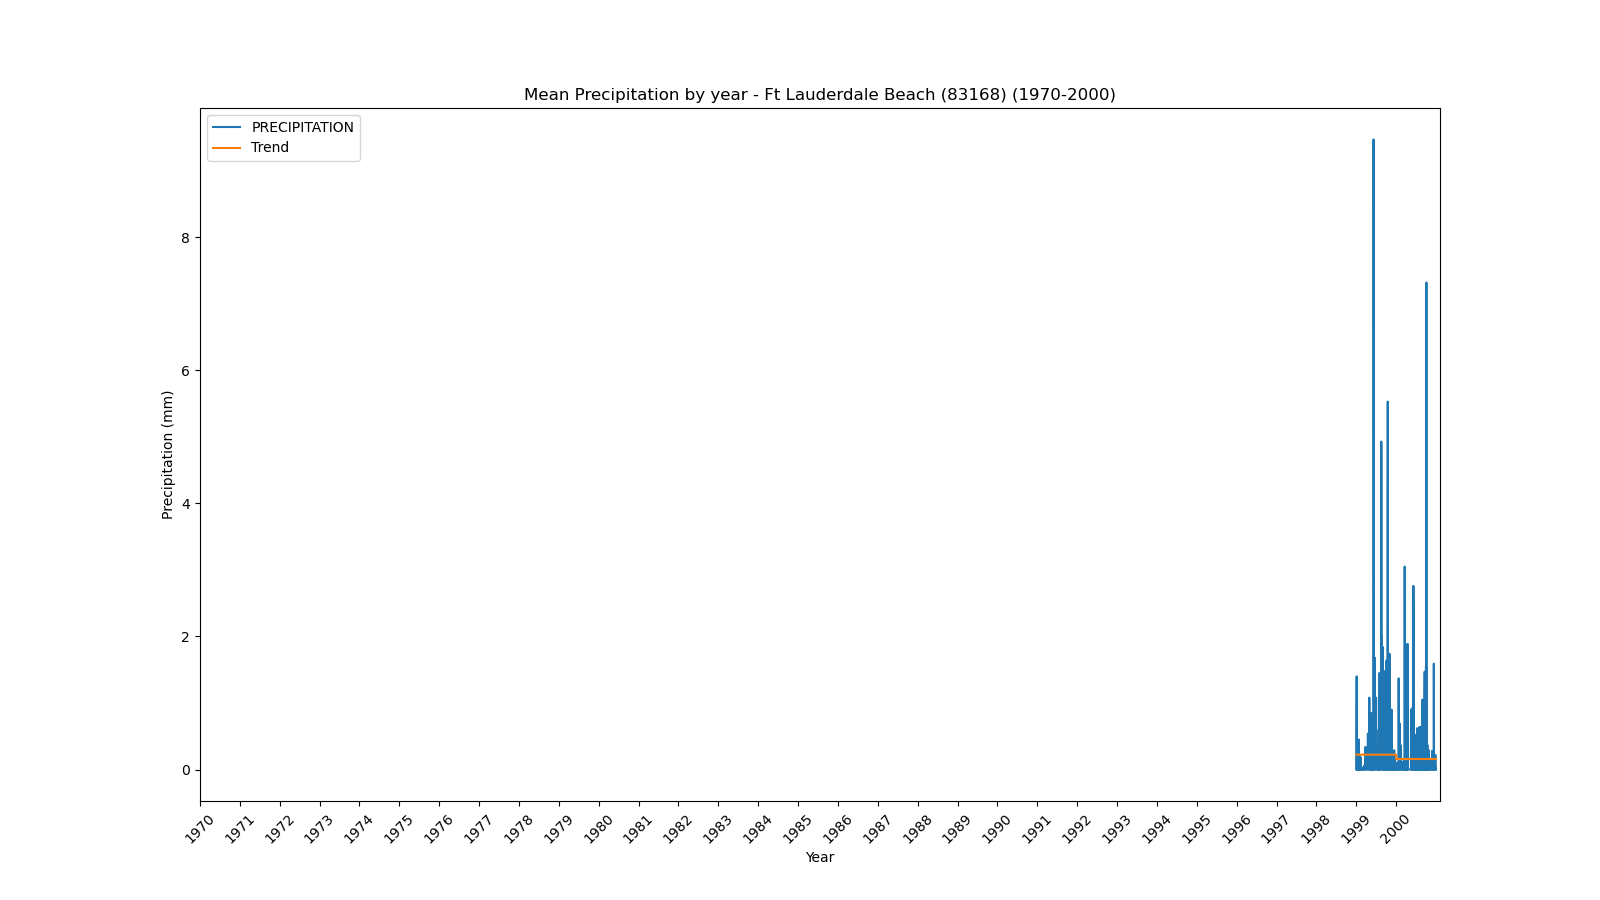 Mean Precipitation by year - Ft Lauderdale Beach (83168) (1970-2000)
PRECIPITATION
Trend
8
6
4
2
0
Precipitation (mm)
1970 1971 1972 1973 1974 1975 1976 1977 1978 1979 1980 1981 1982 1983 1984 1985 1986 1987 1988 1989 1990 1991 1992 1993 1994 1995 1996 1997 1998 1999 2000
Year